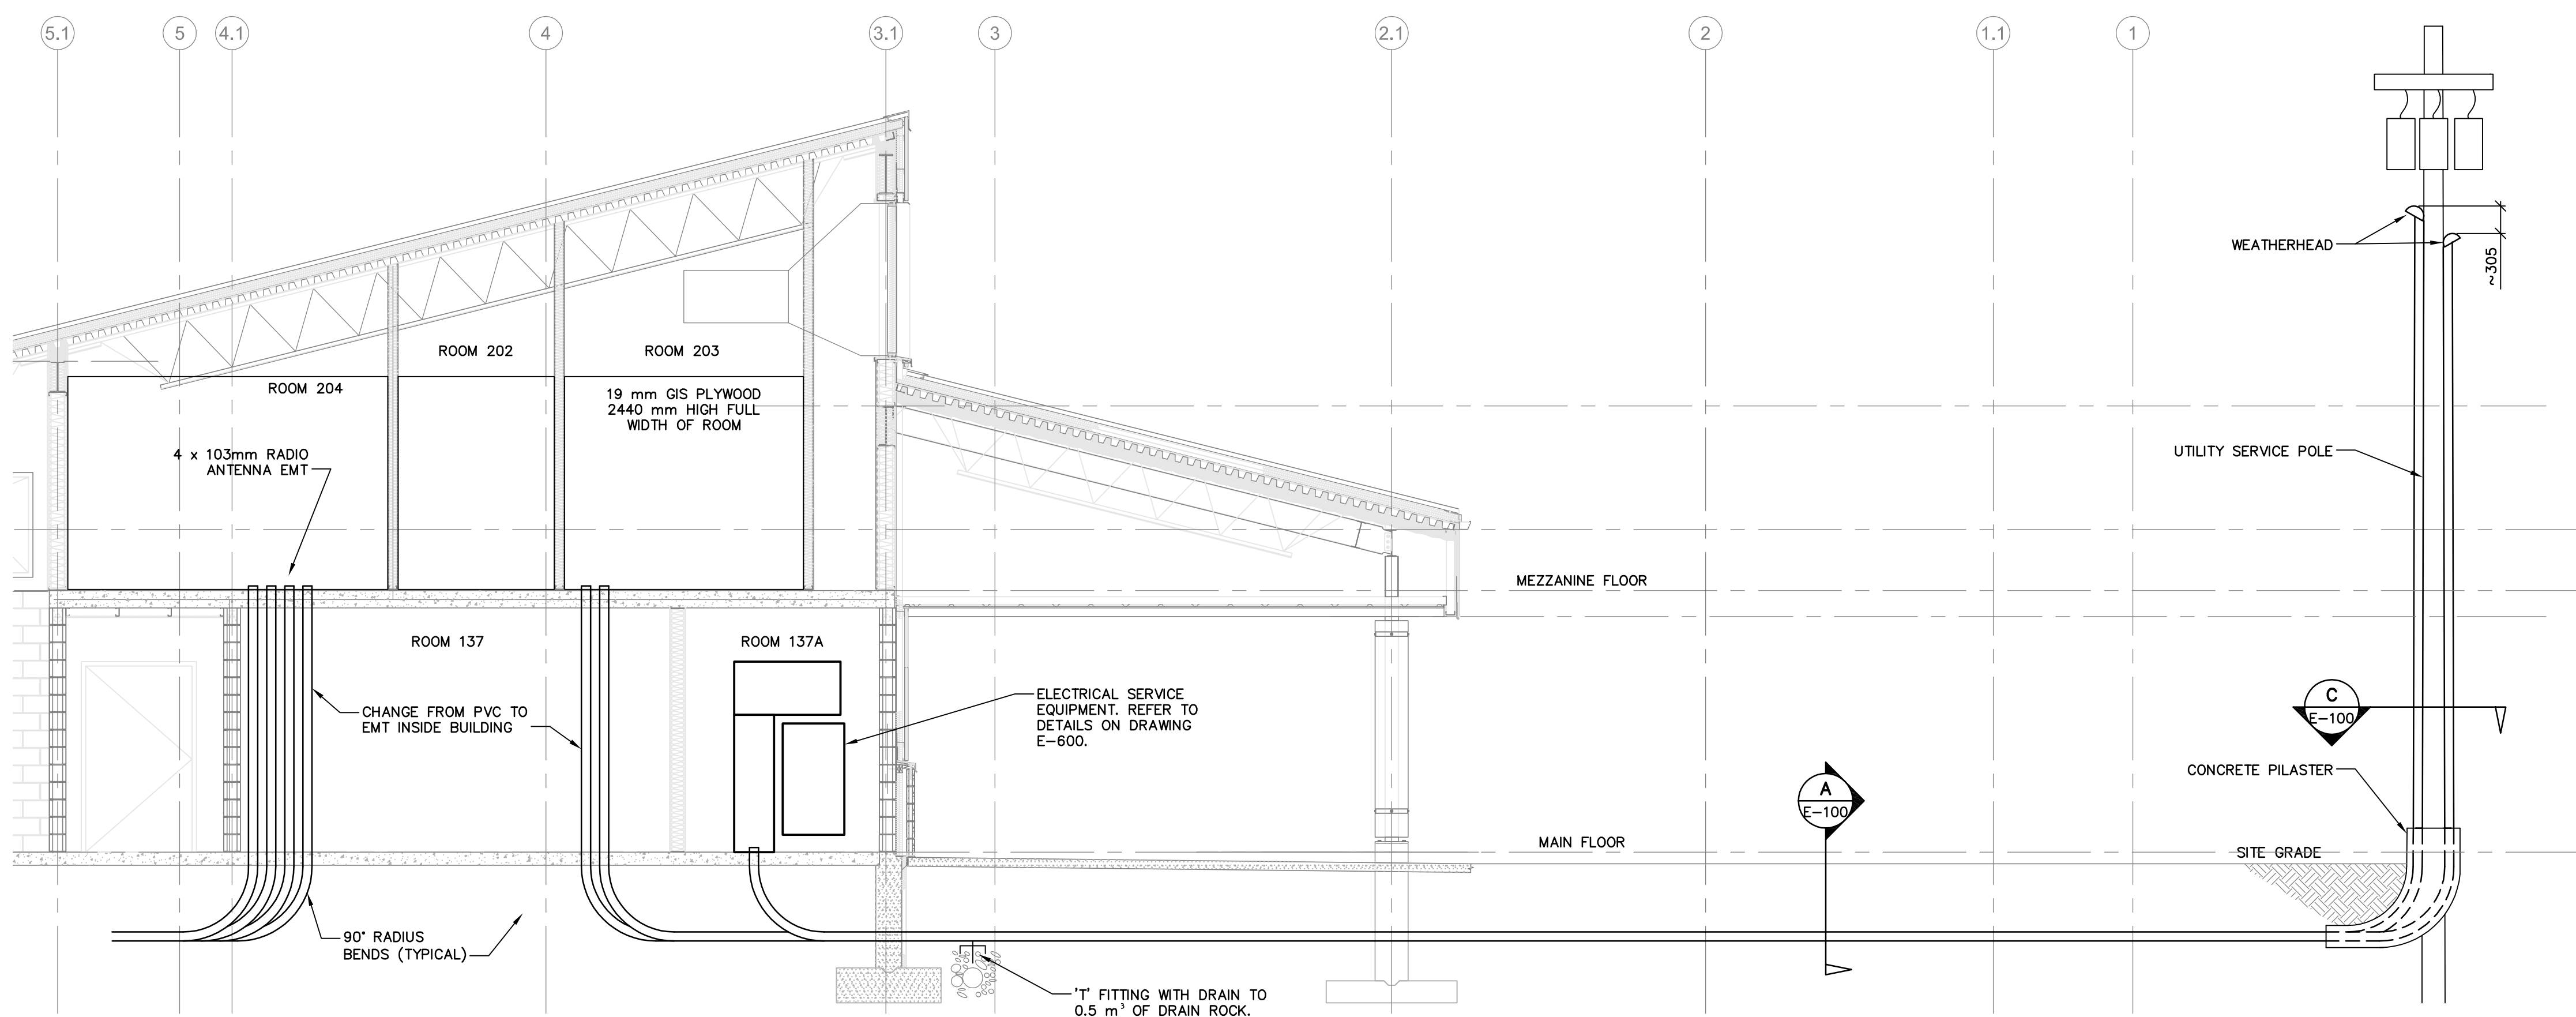 5.1
5
4.1
4
3.1
3
2.1
2
1.1
1
WEATHERHEAD
~305
ROOM 202
ROOM 203
ROOM 204
19 mm GIS PLYWOOD
2440 mm HIGH FULL
WIDTH OF ROOM
4 x 103mm RADIO
ANTENNA EMT
UTILITY SERVICE POLE
MEZZANINE FLOOR
ROOM 137
ROOM 137A
CHANGE FROM PVC TO
EMT INSIDE BUILDING
ELECTRICAL SERVICE
EQUIPMENT. REFER TO
DETAILS ON DRAWING
E-600.
C
E-100
CONCRETE PILASTER
A
E-100
MAIN FLOOR
SITE GRADE
90° RADIUS
BENDS (TYPICAL)
'T' FITTING WITH DRAIN TO
0.5 m³ OF DRAIN ROCK.